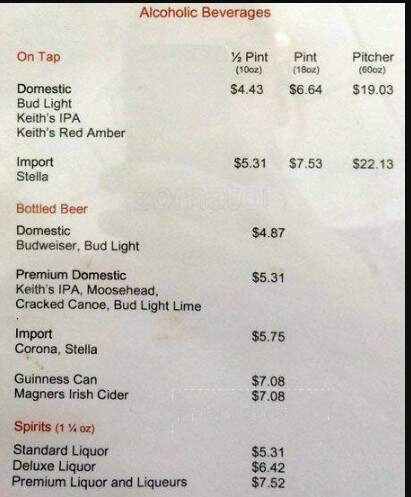 Alcoholic Beverages
On Tap ½ Pint Pint Pitcher
(10oz) (18oz) (60oz)
Domestic $4.43 $6.64 $19.03
Bud Light
Keith's IPA
Keith's Red Amber
Import $5.31 $7.53 $22.13
Stella
zomato
Bottled Beer
Domestic $4.87
Budweiser, Bud Light
Premium Domestic $5.31
Keith's IPA, Moosehead,
Cracked Canoe, Bud Light Lime
Import $5.75
Corona, Stella
Guinness Can $7.08
Magners Irish Cider $7.08
Spirits (1 ¼ oz)
Standard Liquor $5.31
Deluxe Liquor $6.42
Premium Liquor and Liqueurs $7.52